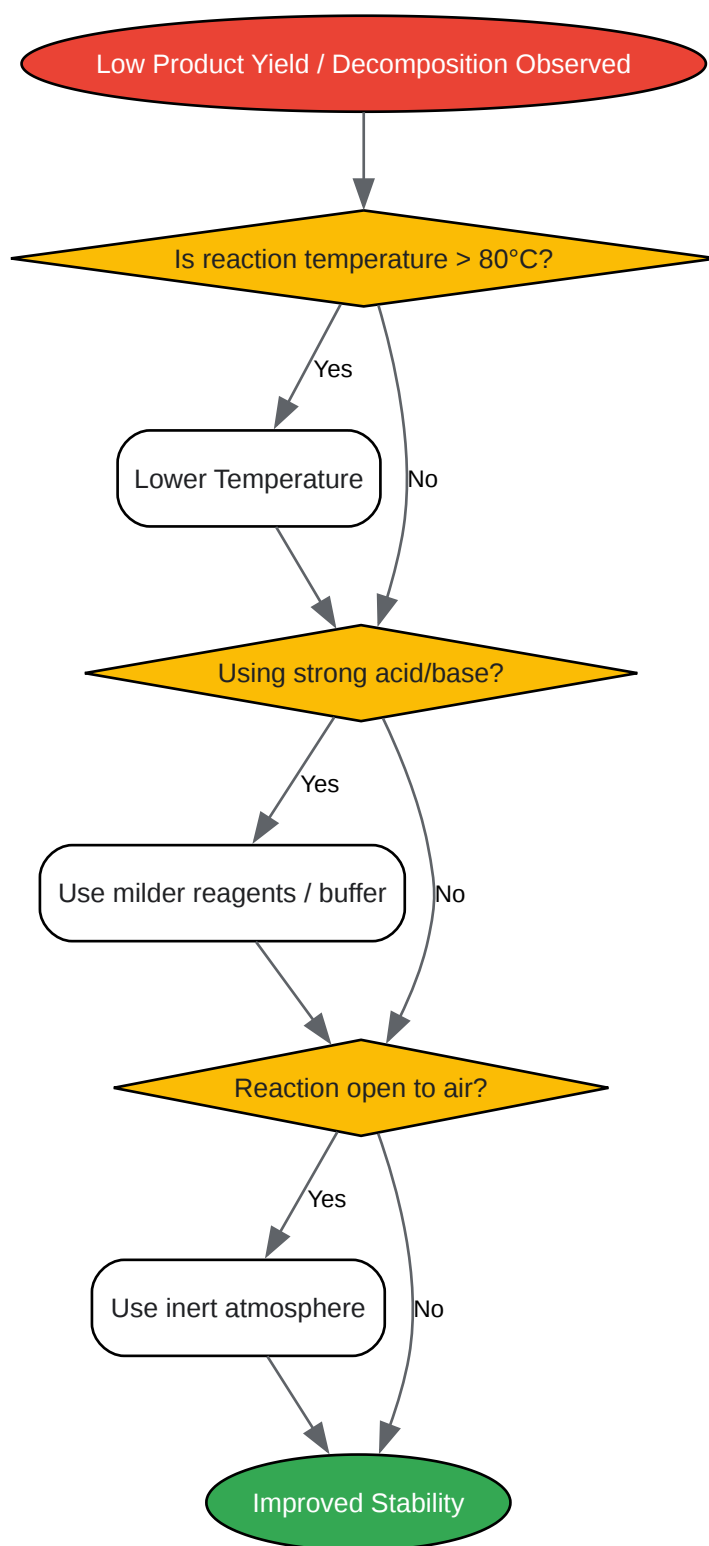 Low Product Yield / Decomposition Observed
Is reaction temperature > 80°C?
Yes
Lower Temperature
No
Using strong acid/base?
Yes
Use milder reagents / buffer
No
Reaction open to air?
Yes
Use inert atmosphere
No
Improved Stability